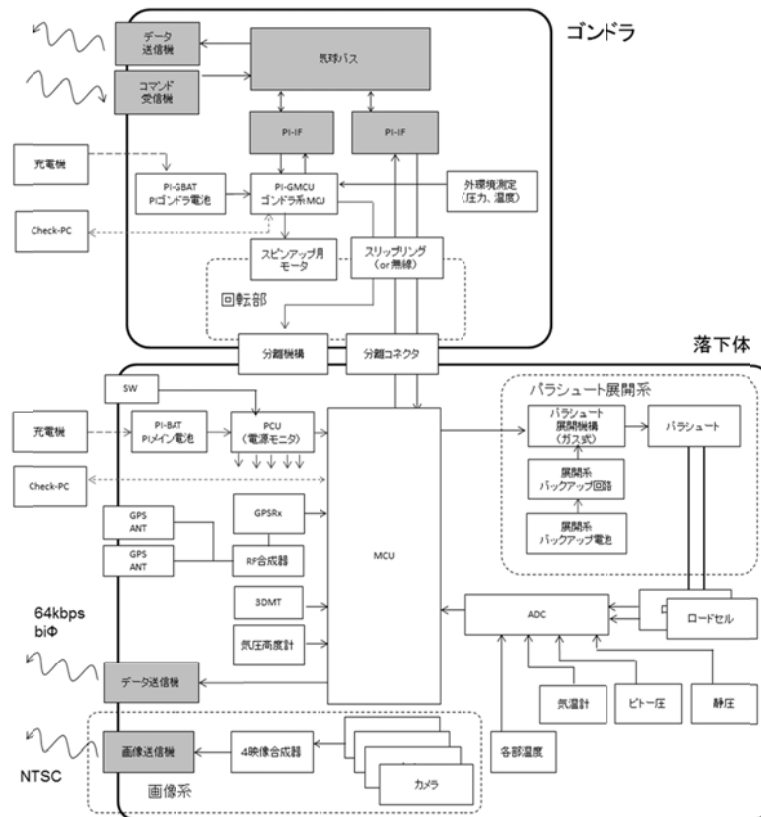 ゴンドラ
データ
送信機
気球バス
コマンド
受信機
PI-IF
PI-IF
充電機
PI-GBAT
PIゴンドラ電池
PI-GMCU
ゴンドラ系MCU
外環境測定
(圧力、温度)
Check-PC
スピンアップ用
モータ
スリップリング
(or無線)
回転部
分離機構
分離コネクタ
落下体
SW
パラシュート展開系
充電機
PI-BAT
PIメイン電池
PCU
(電源モニタ)
パラシュート
展開機構
(ガス式)
パラシュート
Check-PC
展開系
バックアップ回路
GPS
ANT
GPSRx
展開系
バックアップ電池
GPS
ANT
RF合成器
MCU
3DMT
ADC
ロードセル
64kbps
biΦ
気圧高度計
データ送信機
気温計
ピトー圧
静圧
画像送信機
4映像合成器
各部温度
カメラ
NTSC
画像系